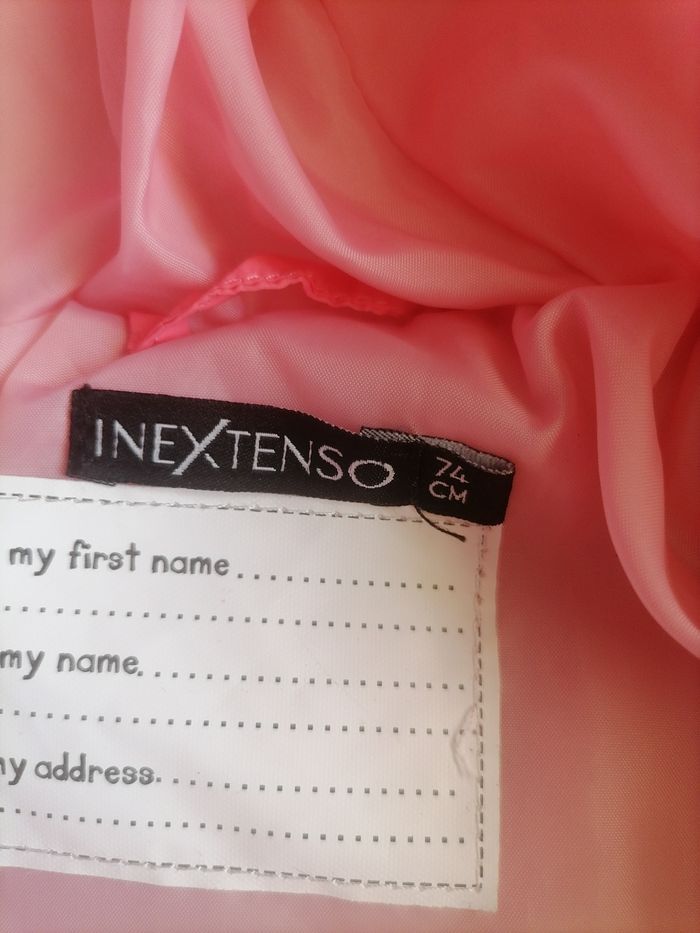 INEXTENSO
74
CM
my first name
my name
my address